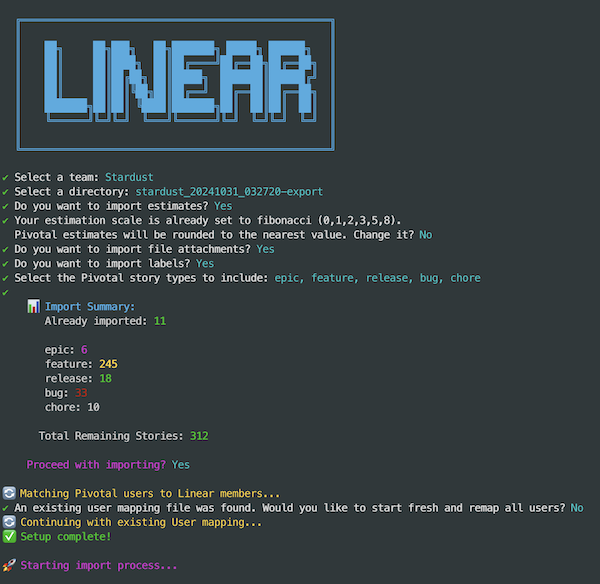 LINEAR
✔ Select a team: Stardust
✔ Select a directory: stardust_20241031_032720-export
✔ Do you want to import estimates? Yes
✔ Your estimation scale is already set to fibonacci (0,1,2,3,5,8).
Pivotal estimates will be rounded to the nearest value. Change it? No
✔ Do you want to import file attachments? Yes
✔ Do you want to import labels? Yes
✔ Select the Pivotal story types to include: epic, feature, release, bug, chore
✔
📊 Import Summary:
Already imported: 11
epic: 6
feature: 245
release: 18
bug: 33
chore: 10
Total Remaining Stories: 312
Proceed with importing? Yes
🔄 Matching Pivotal users to Linear members...
✔ An existing user mapping file was found. Would you like to start fresh and remap all users? No
🔄 Continuing with existing User mapping...
✅ Setup complete!
🚀 Starting import process...